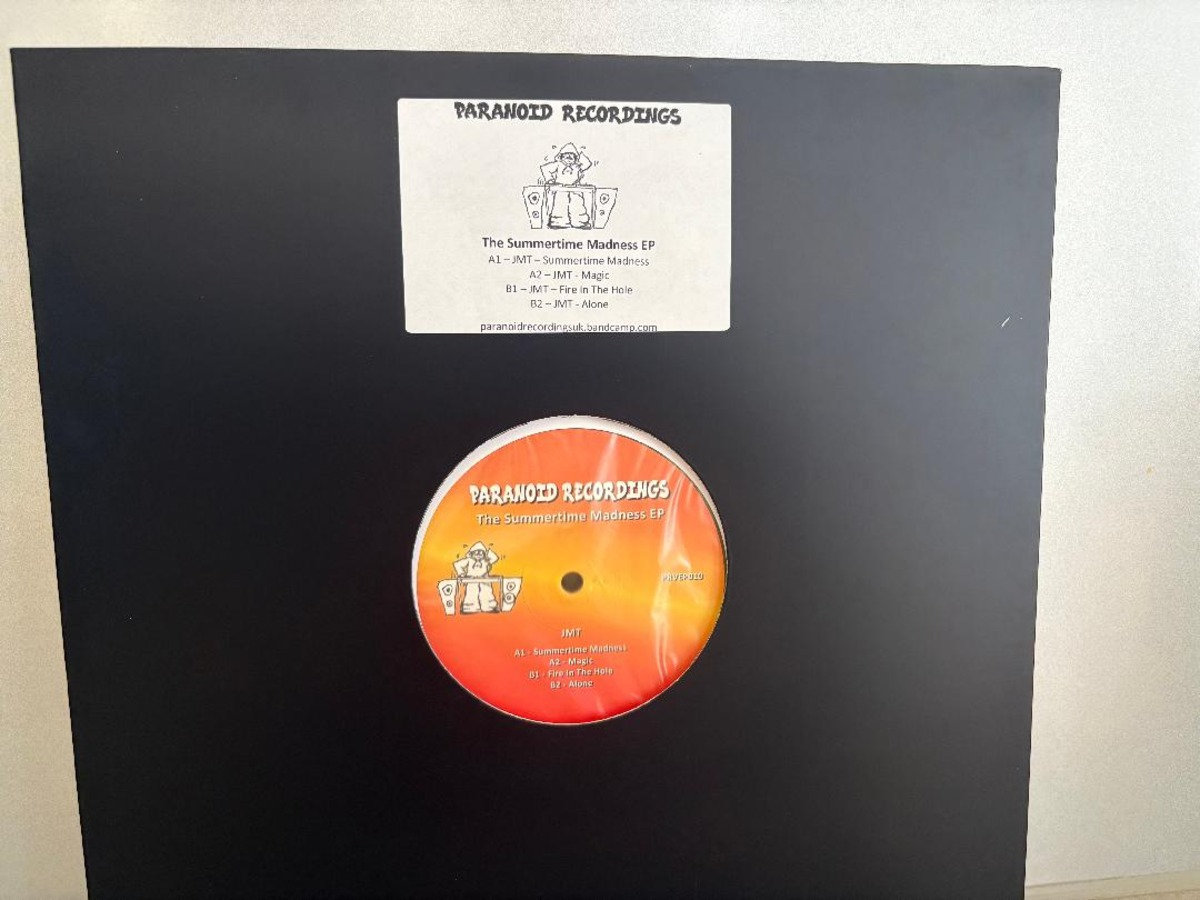 PARANOID RECORDINGS
The Summertime Madness EP
A1 – JMT – Summertime Madness
A2 – JMT - Magic
B1 – JMT – Fire In The Hole
B2 – JMT - Alone
paranoidrecordingsuk.bandcamp.com
PARANOID RECORDINGS
The Summertime Madness EP
JMT
A1 - Summertime Madness
A2 - Magic
B1 - Fire In The Hole
B2 - Alone